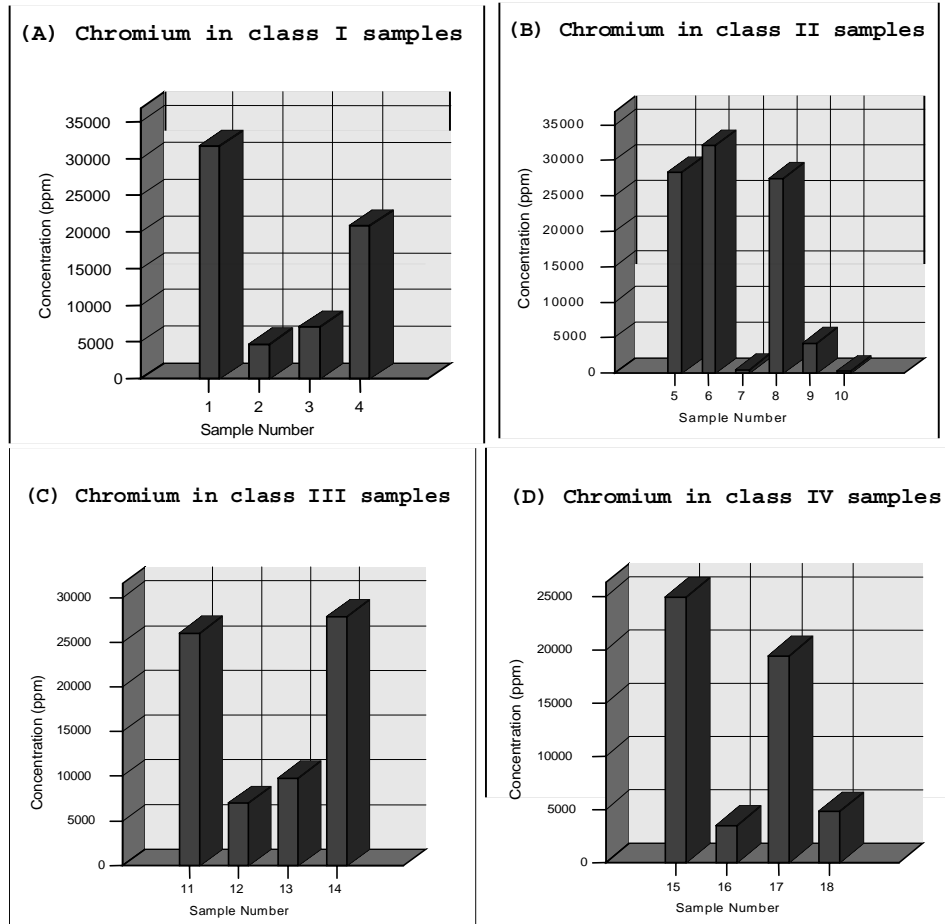 (A) Chromium in class I samples
35000
30000
25000
20000
15000
10000
5000
0
Concentration (ppm)
1 2 3 4
Sample Number
(B) Chromium in class II samples
35000
30000
25000
20000
15000
10000
5000
0
Concentration (ppm)
5 6 7 8 9 10
Sample Number
(C) Chromium in class III samples
30000
25000
20000
15000
10000
5000
0
Concentration (ppm)
11 12 13 14
Sample Number
(D) Chromium in class IV samples
25000
20000
15000
10000
5000
0
Concentration (ppm)
15 16 17 18
Sample Number